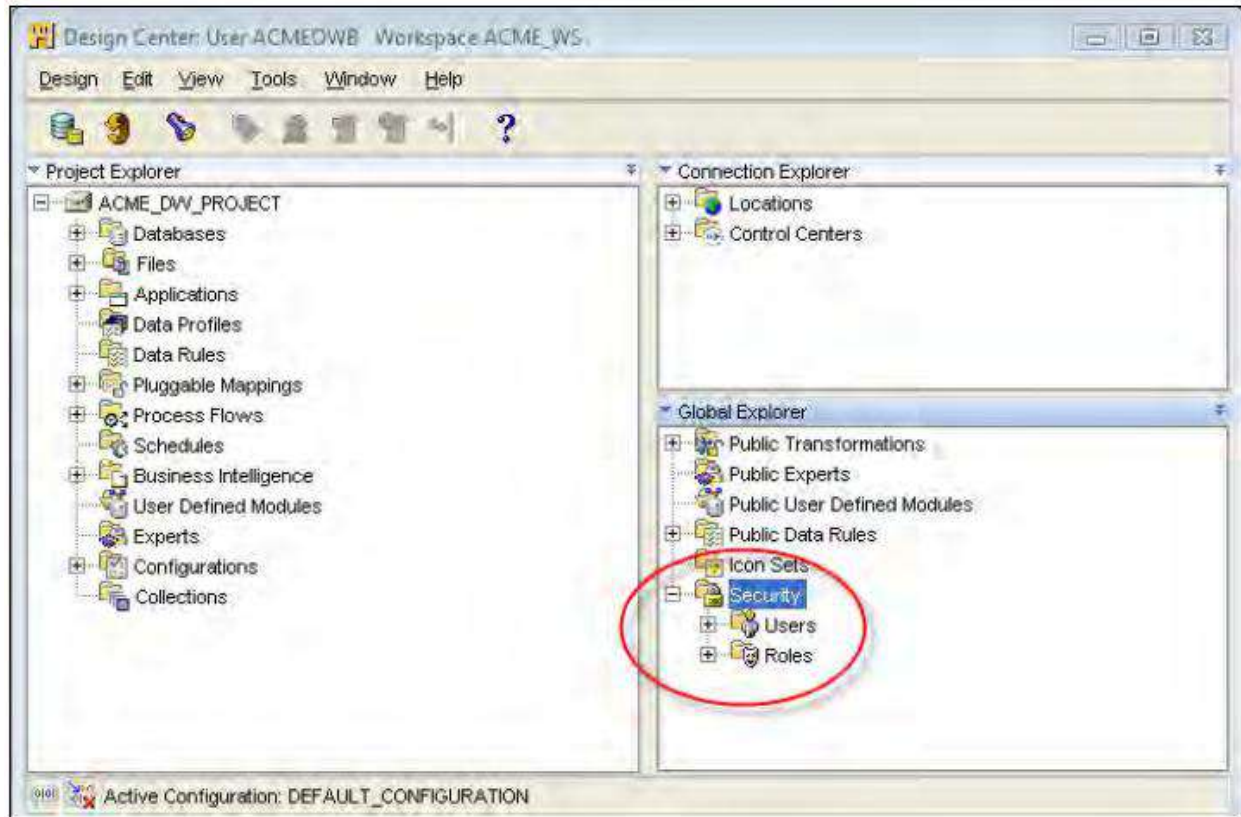 Design Center: User ACMEOWB Workspace ACME_WS
Design Edit View Tools Window Help
Project Explorer
ACME_DW_PROJECT
Databases
Files
Applications
Data Profiles
Data Rules
Pluggable Mappings
Process Flows
Schedules
Business Intelligence
User Defined Modules
Experts
Configurations
Collections
Connection Explorer
Locations
Control Centers
Global Explorer
Public Transformations
Public Experts
Public User Defined Modules
Public Data Rules
Icon Sets
Security
Users
Roles
Active Configuration: DEFAULT_CONFIGURATION